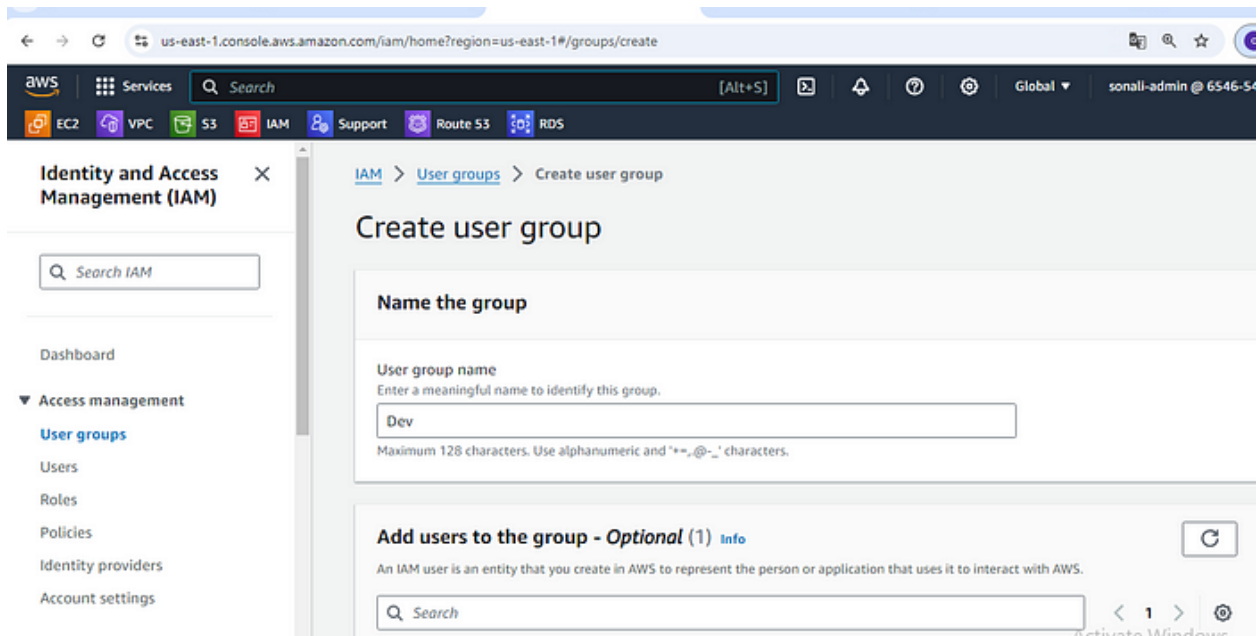 us-east-1.console.aws.amazon.com/iam/home?region=us-east-1#/groups/create
aws Services Search [Alt+S] Global sonali-admin @ 6546-54
EC2 VPC S3 IAM Support Route 53 RDS
Identity and Access
Management (IAM)
Search IAM
Dashboard
Access management
User groups
Users
Roles
Policies
Identity providers
Account settings
IAM > User groups > Create user group
Create user group
Name the group
User group name
Enter a meaningful name to identify this group.
Dev
Maximum 128 characters. Use alphanumeric and '+=,.@-_' characters.
Add users to the group - Optional (1) Info
An IAM user is an entity that you create in AWS to represent the person or application that uses it to interact with AWS.
Search
1
Activate Windows